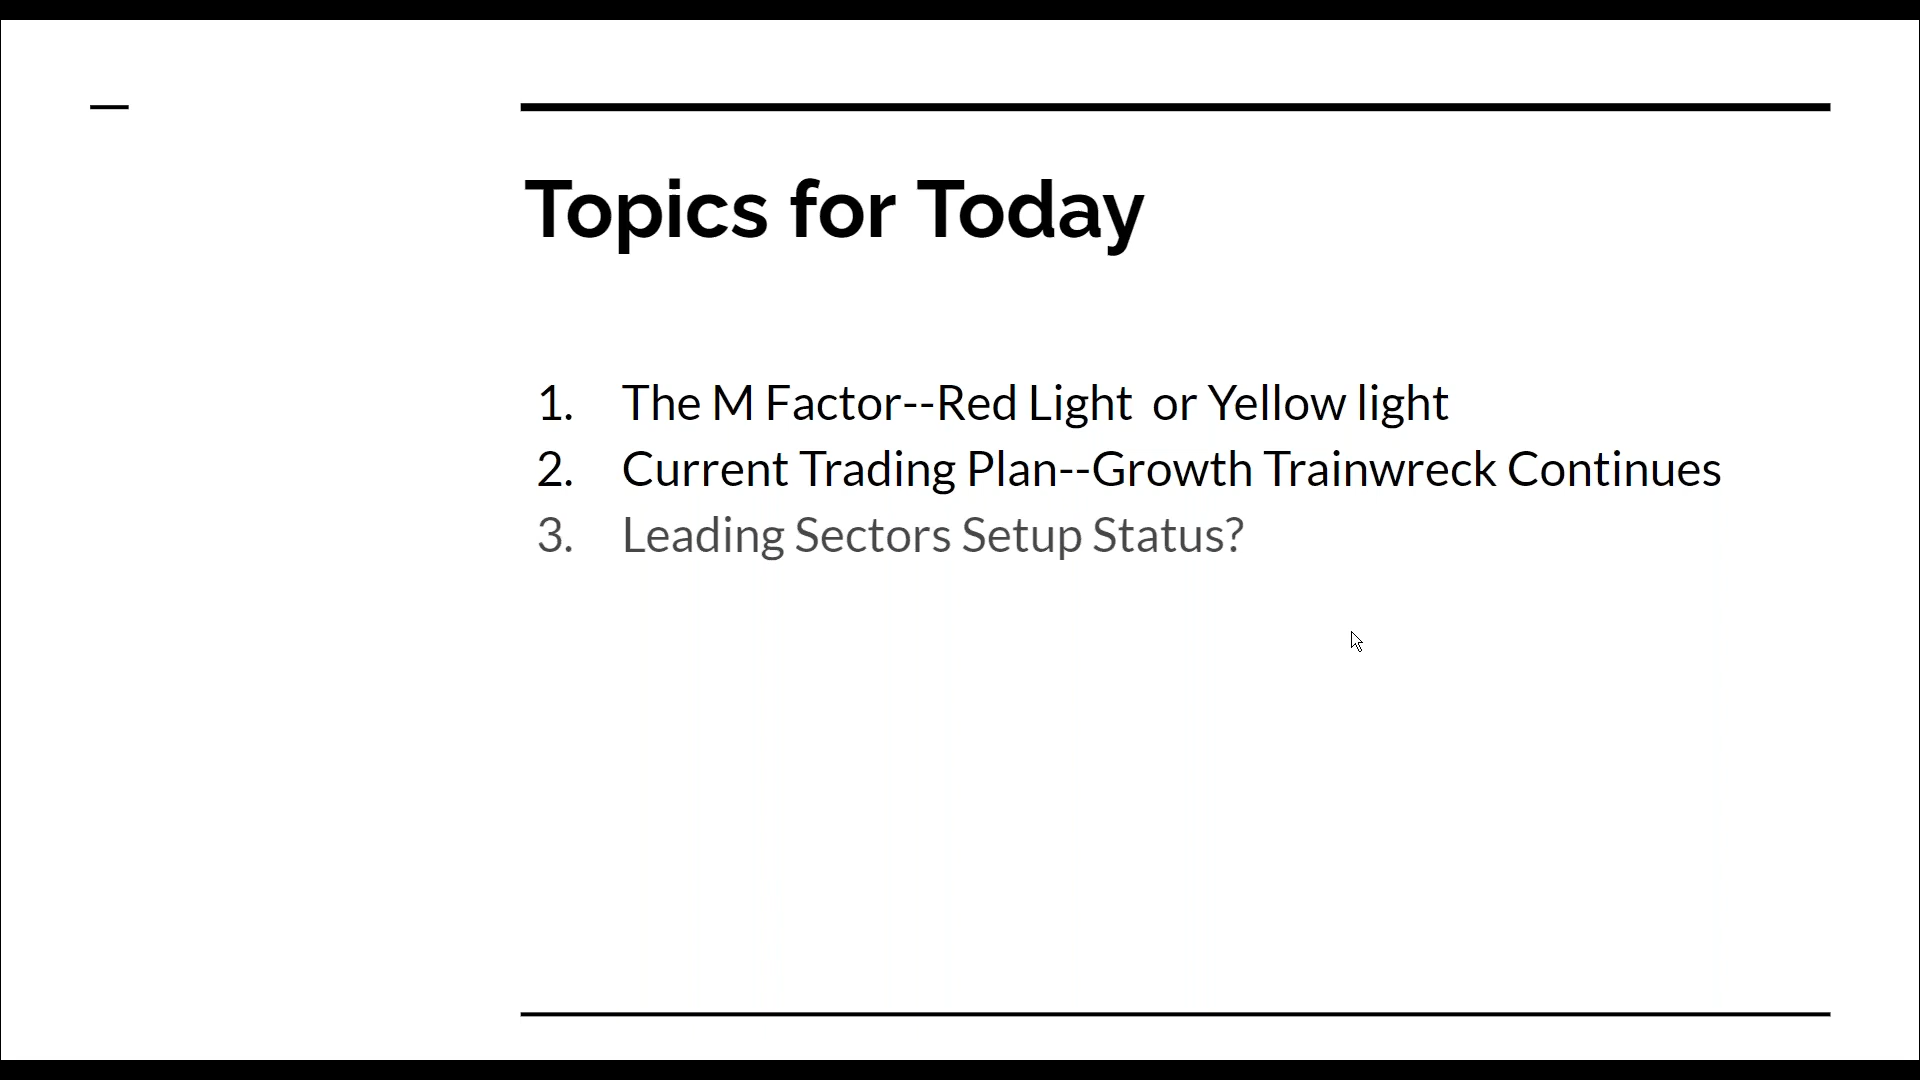 Topics for Today
1. The M Factor--Red Light  or Yellow light
2. Current Trading Plan--Growth Trainwreck Continues
3. Leading Sectors Setup Status?